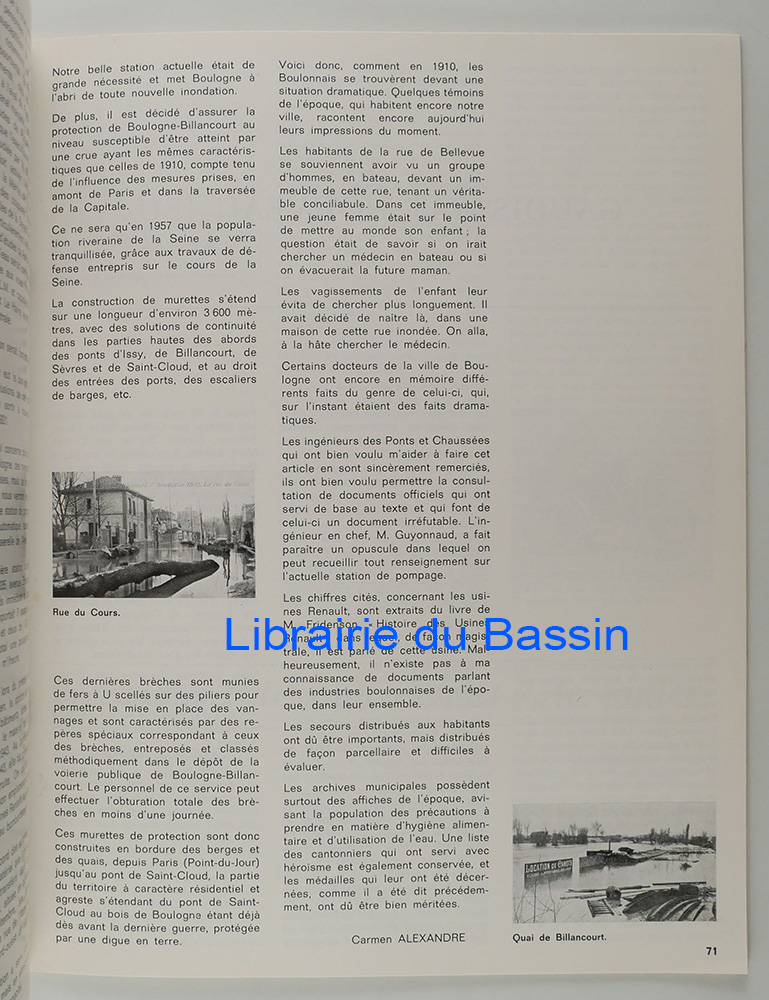 Notre belle station actuelle était de
grande nécessité et met Boulogne à
l'abri de toute nouvelle inondation.
De plus, il est décidé d'assurer la
protection de Boulogne-Billancourt au
niveau susceptible d'être atteint par
une crue ayant les mêmes caractéris-
tiques que celles de 1910, compte tenu
de l'influence des mesures prises, en
amont de Paris et dans la traversée
de la Capitale.
Ce ne sera qu'en 1957 que la popula-
tion riveraine de la Seine se verra
tranquillisée, grâce aux travaux de dé-
fense entrepris sur le cours de la
Seine.
La construction de murettes s'étend
sur une longueur d'environ 3 600 mè-
tres, avec des solutions de continuité
dans les parties hautes des abords
des ponts d'Issy, de Billancourt, de
Sèvres et de Saint-Cloud, et au droit
des entrées des ports, des escaliers
de barges, etc.
Rue du Cours.
Ces dernières brèches sont munies
de fers à U scellés sur des piliers pour
permettre la mise en place des van-
nages et sont caractérisés par des re-
pères spéciaux correspondant à ceux
des brèches, entreposés et classés
méthodiquement dans le dépôt de la
voierie publique de Boulogne-Billan-
court. Le personnel de ce service peut
effectuer l'obturation totale des brè-
ches en moins d'une journée.
Ces murettes de protection sont donc
construites en bordure des berges et
des quais, depuis Paris (Point-du-Jour)
jusqu'au pont de Saint-Cloud, la partie
du territoire à caractère résidentiel et
agreste s'étendant du pont de Saint-
Cloud au bois de Boulogne étant déjà
dès avant la dernière guerre, protégée
par une digue en terre.
Voici donc, comment en 1910, les
Boulonnais se trouvèrent devant une
situation dramatique. Quelques témoins
de l'époque, qui habitent encore notre
ville, racontent encore aujourd'hui
leurs impressions du moment.
Les habitants de la rue de Bellevue
se souviennent avoir vu un groupe
d'hommes, en bateau, devant un im-
meuble de cette rue, tenant un vérita-
ble conciliabule. Dans cet immeuble,
une jeune femme était sur le point
de mettre au monde son enfant ; la
question était de savoir si on irait
chercher un médecin en bateau ou si
on évacuerait la future maman.
Les vagissements de l'enfant leur
évita de chercher plus longuement. Il
avait décidé de naître là, dans une
maison de cette rue inondée. On alla,
à la hâte chercher le médecin.
Certains docteurs de la ville de Bou-
logne ont encore en mémoire diffé-
rents faits du genre de celui-ci, qui,
sur l'instant étaient des faits drama-
tiques.
Les ingénieurs des Ponts et Chaussées
qui ont bien voulu m'aider à faire cet
article en sont sincèrement remerciés,
ils ont bien voulu permettre la consul-
tation de documents officiels qui ont
servi de base au texte et qui font de
celui-ci un document irréfutable. L'in-
génieur en chef, M. Guyonnaud, a fait
paraître un opuscule dans lequel on
peut recueillir tout renseignement sur
l'actuelle station de pompage.
Les chiffres cités, concernant les usi-
nes Renault, sont extraits du livre de
M. Fridenson : Histoire des Usines
Renault, dans lequel, de façon magis-
trale, il est parlé de cette usine. Mal-
heureusement, il n'existe pas à ma
connaissance de documents parlant
des industries boulonnaises de l'épo-
que, dans leur ensemble.
Les secours distribués aux habitants
ont dû être importants, mais distribués
de façon parcellaire et difficiles à
évaluer.
Les archives municipales possèdent
surtout des affiches de l'époque, avi-
sant la population des précautions à
prendre en matière d'hygiène alimen-
taire et d'utilisation de l'eau. Une liste
des cantonniers qui ont servi avec
héroïsme est également conservée, et
les médailles qui leur ont été décer-
nées, comme il a été dit précédem-
ment, ont dû être bien méritées.
Carmen ALEXANDRE
LOCATION DE CANOTS
Quai de Billancourt.
71
Librairie du Bassin